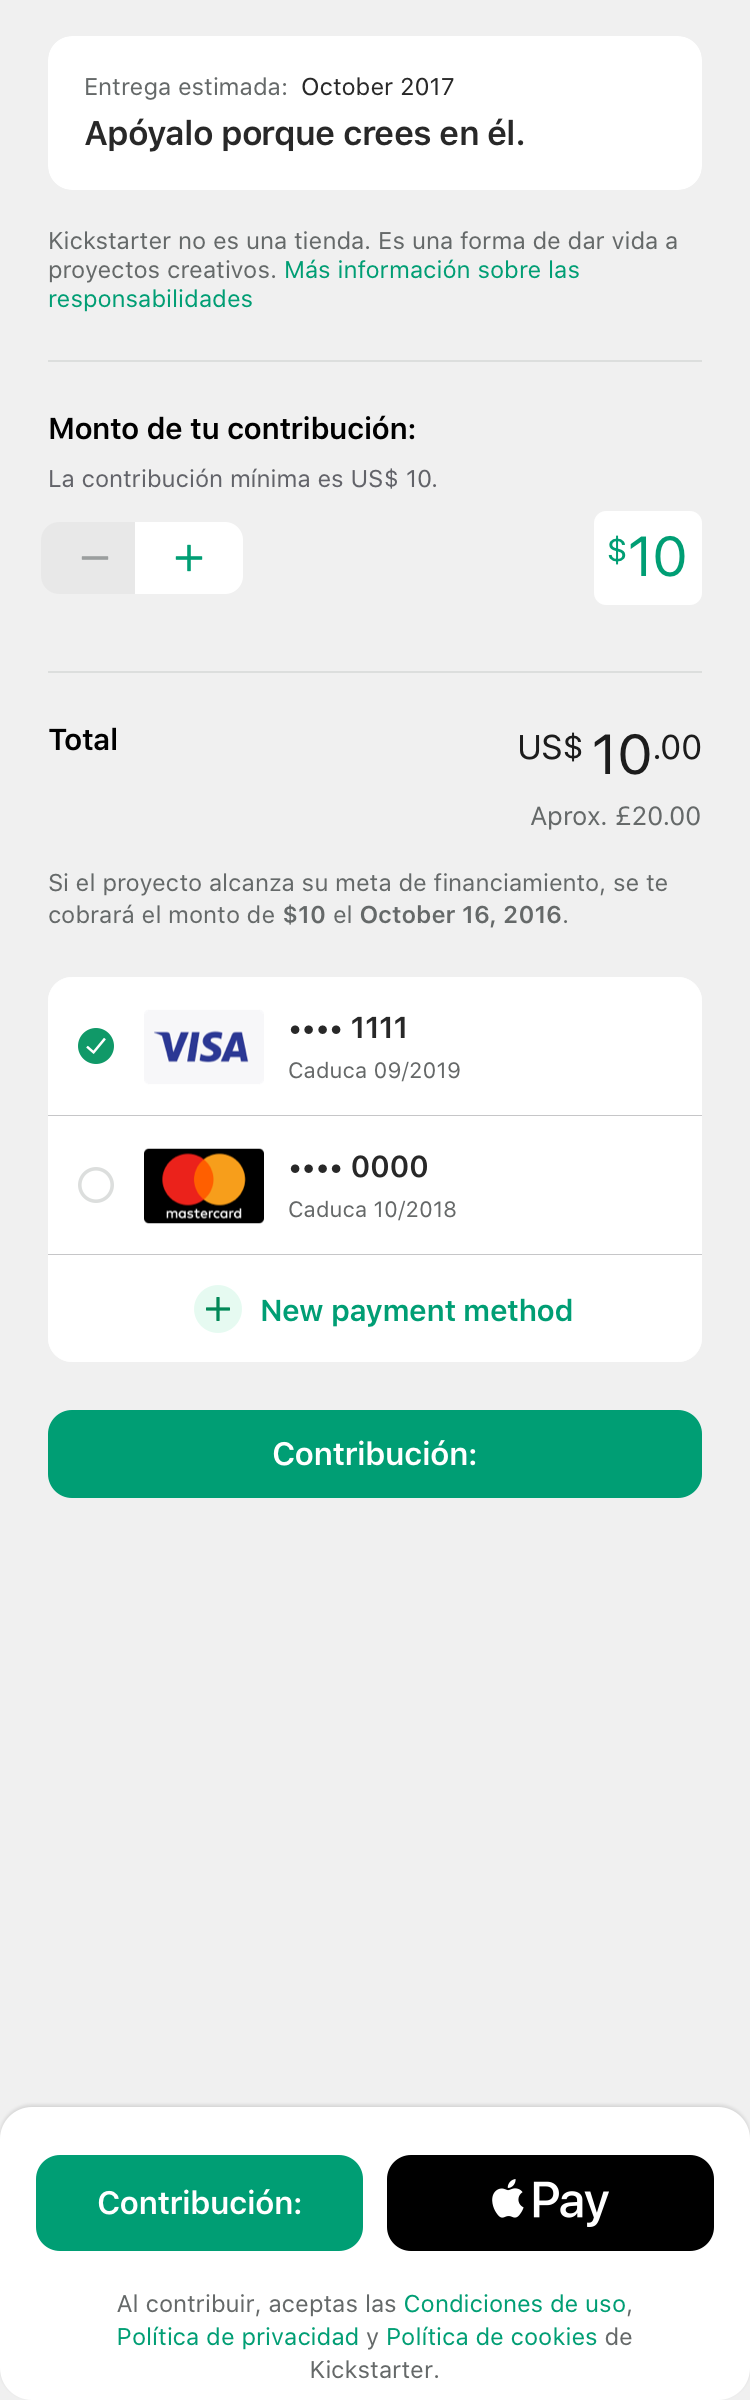 Entrega estimada: October 2017
Apóyalo porque crees en él.
Kickstarter no es una tienda. Es una forma de dar vida a
proyectos creativos. Más información sobre las
responsabilidades
Monto de tu contribución:
La contribución mínima es US$ 10.
− +
$10
Total
US$ 10.00
Aprox. £20.00
Si el proyecto alcanza su meta de financiamiento, se te
cobrará el monto de $10 el October 16, 2016.
VISA
•••• 1111
Caduca 09/2019
mastercard
•••• 0000
Caduca 10/2018
+ New payment method
Contribución:
Contribución:
Pay
Al contribuir, aceptas las Condiciones de uso,
Política de privacidad y Política de cookies de
Kickstarter.